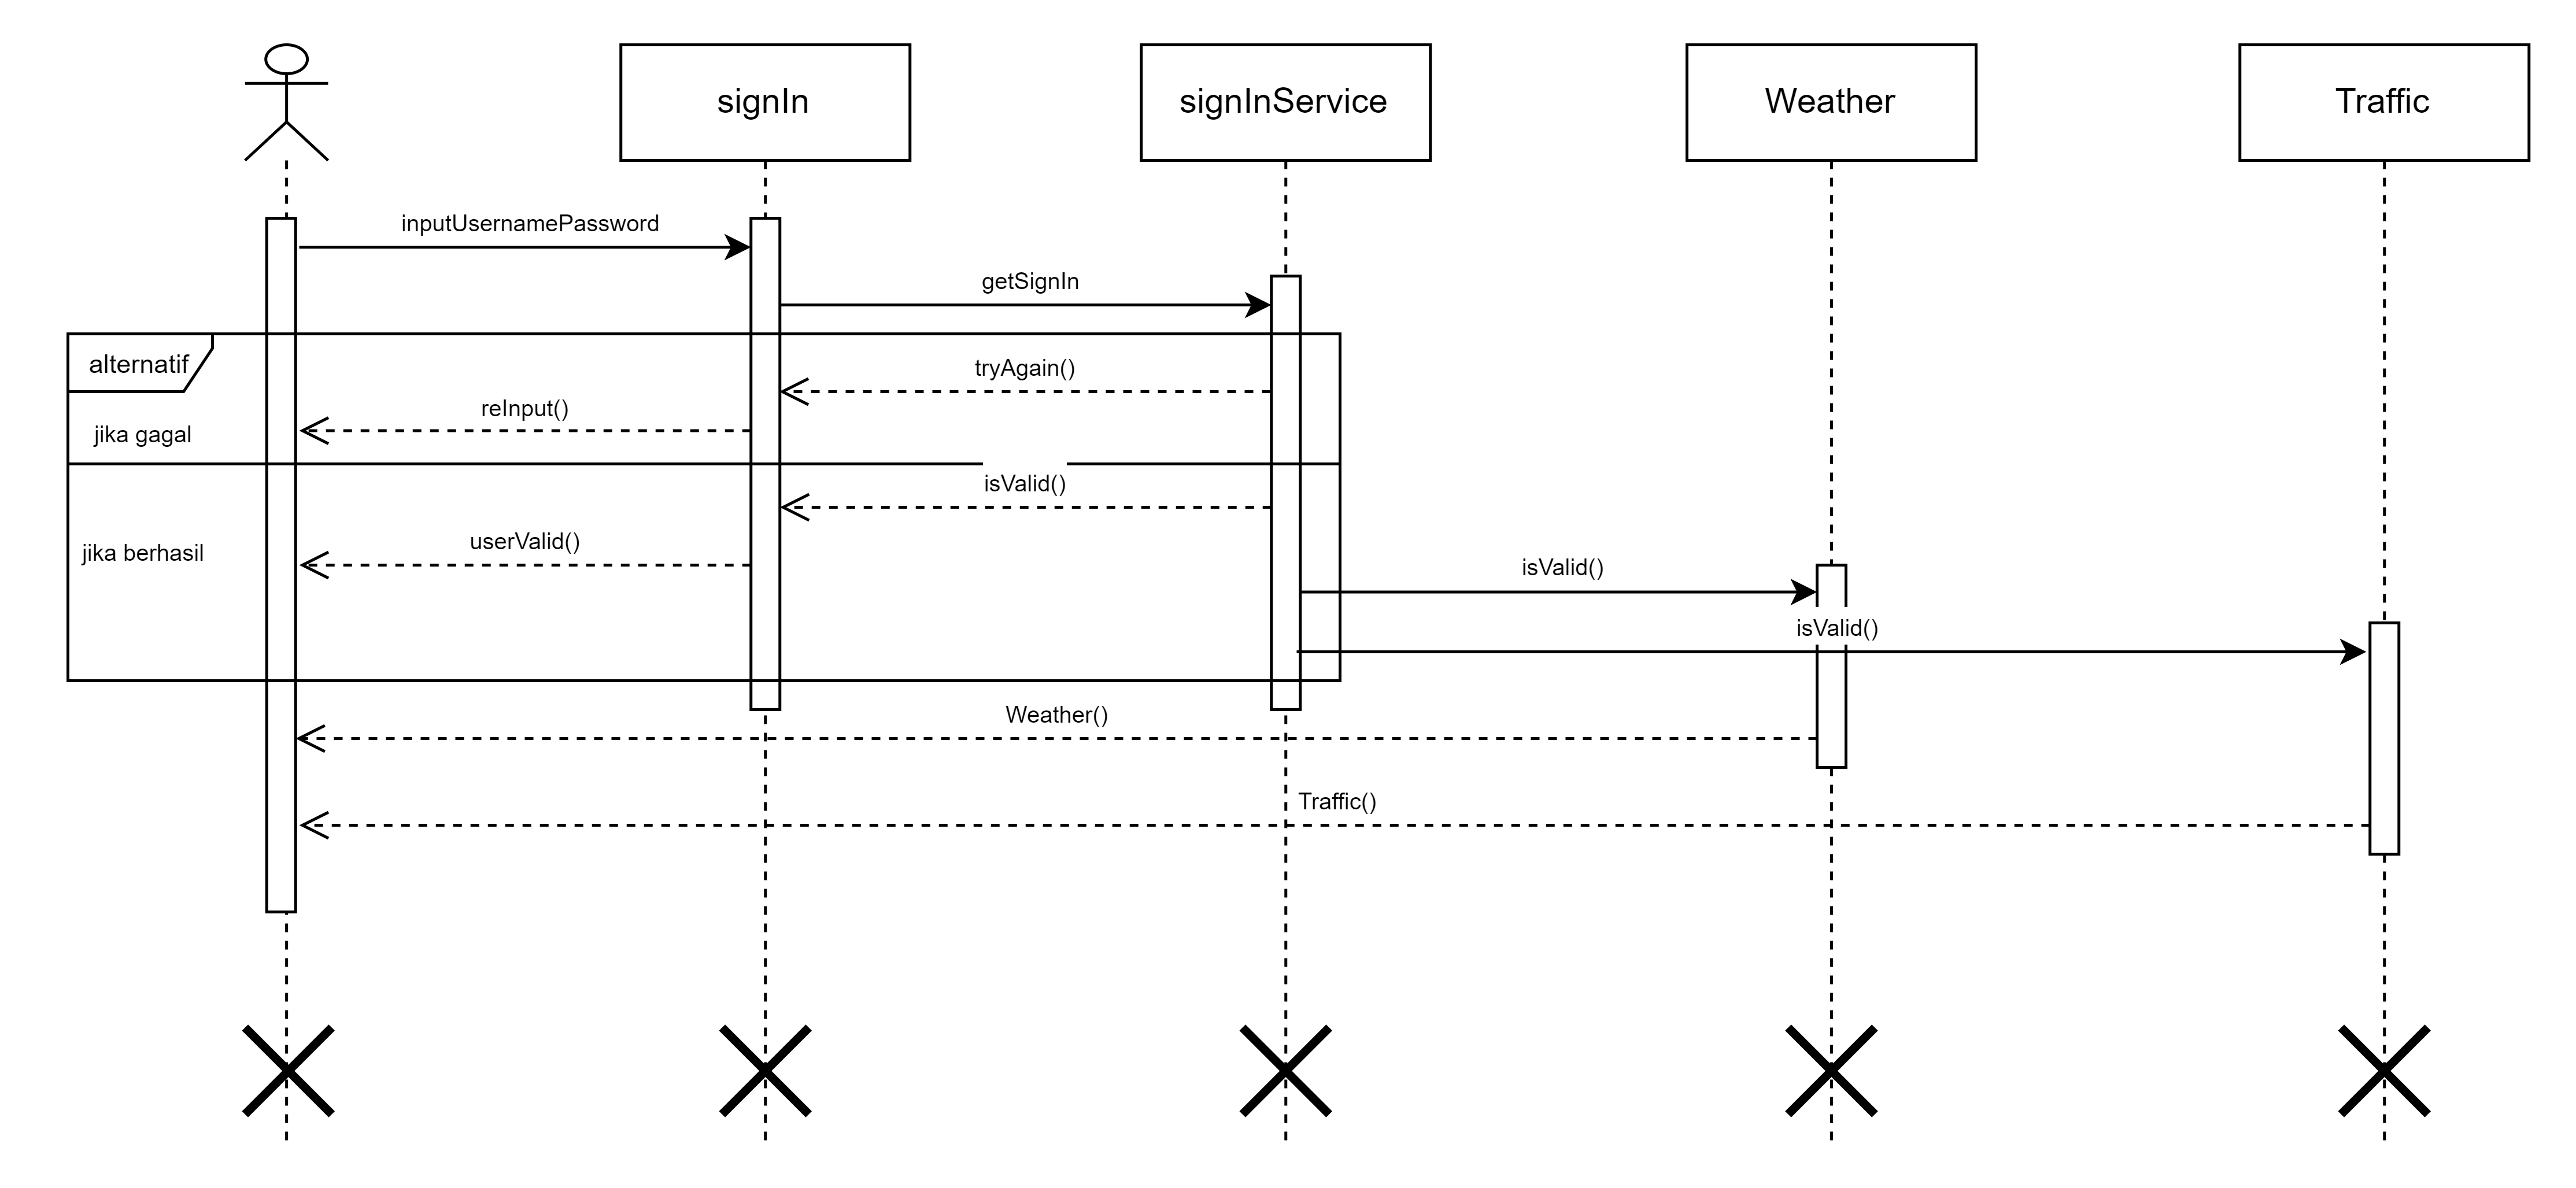 signIn
signInService
Weather
Traffic
inputUsernamePassword
getSignIn
alternatif
tryAgain()
reInput()
jika gagal
isValid()
userValid()
jika berhasil
isValid()
isValid()
Weather()
Traffic()